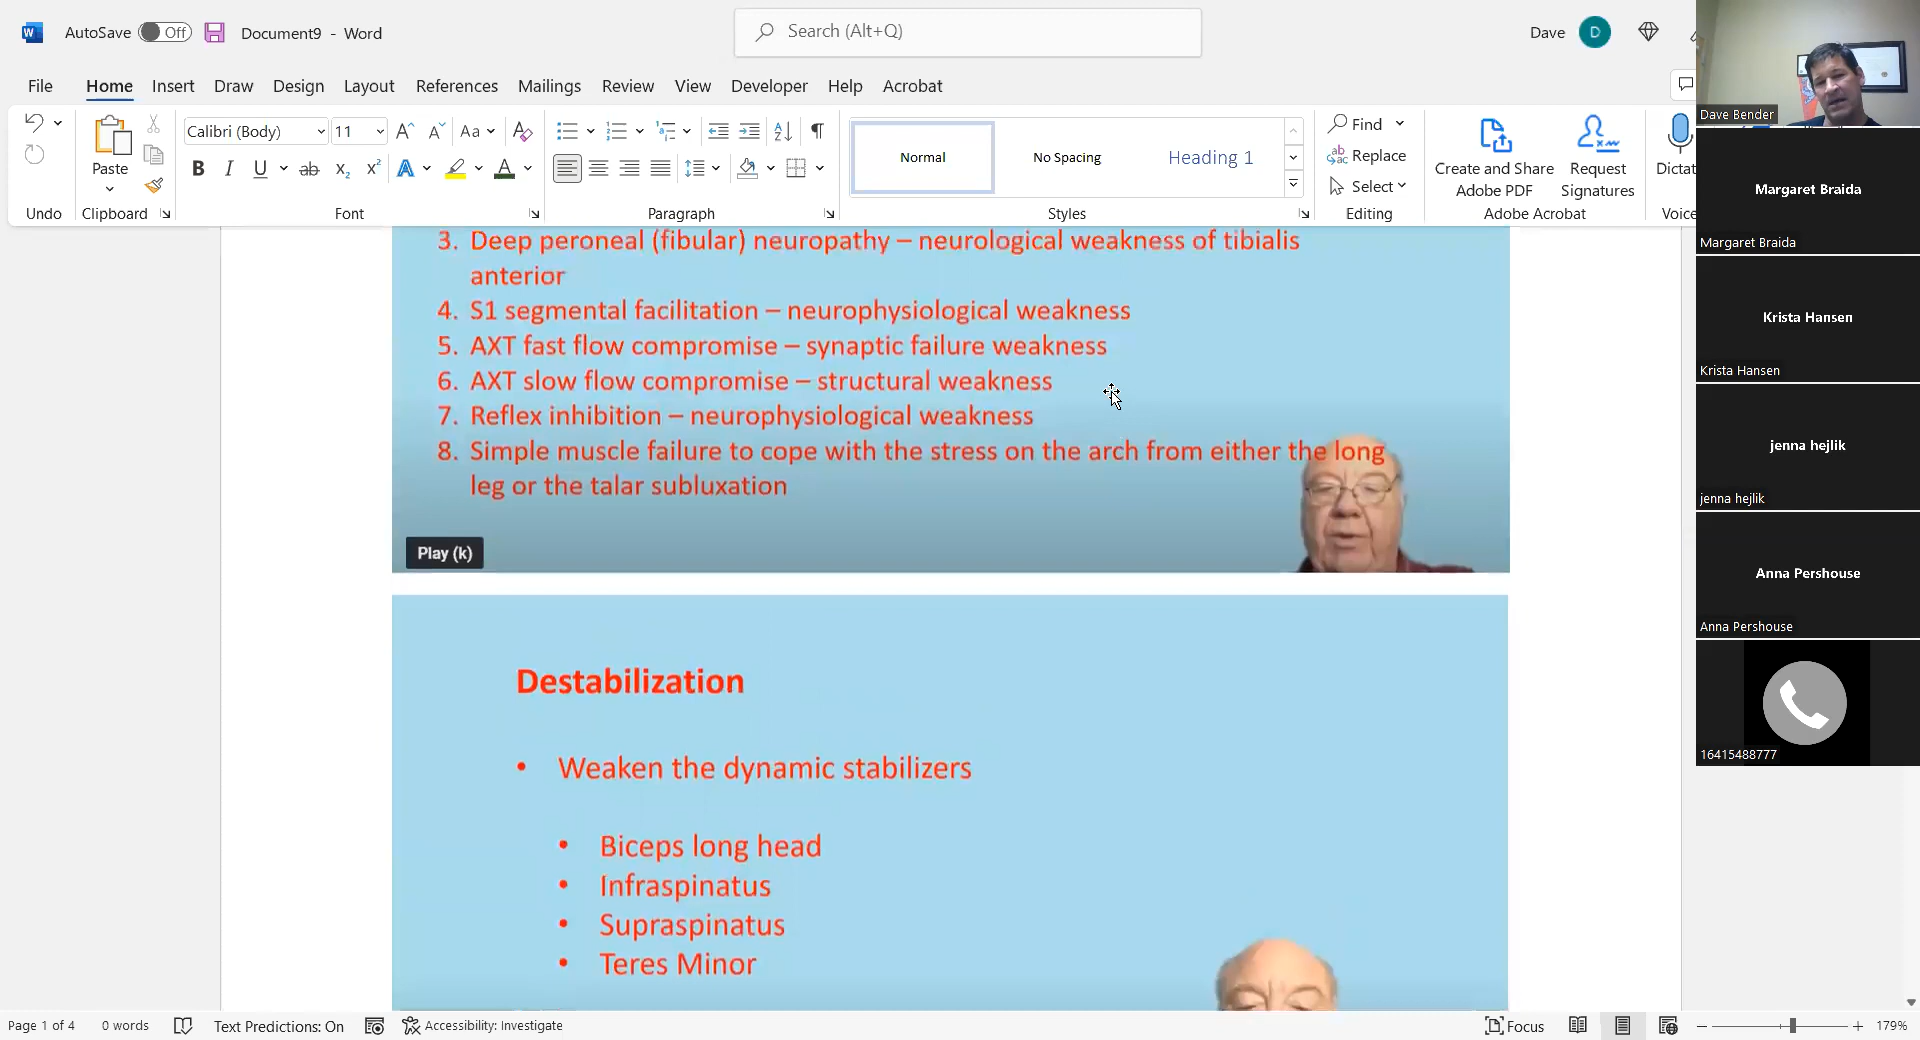 AutoSave Off Document9 - Word
Search (Alt+Q)
Dave D
File Home Insert Draw Design Layout References Mailings Review View Developer Help Acrobat
Calibri (Body) 11 Aa
Normal No Spacing Heading 1
Find
Replace
Select
Paste
Create and Share
Adobe PDF
Request
Signatures
Dictat
Undo Clipboard Font Paragraph Styles Editing Adobe Acrobat Voice
3. Deep peroneal (fibular) neuropathy – neurological weakness of tibialis
anterior
4. S1 segmental facilitation – neurophysiological weakness
5. AXT fast flow compromise – synaptic failure weakness
6. AXT slow flow compromise – structural weakness
7. Reflex inhibition – neurophysiological weakness
8. Simple muscle failure to cope with the stress on the arch from either the long
leg or the talar subluxation
Play (k)
Destabilization
• Weaken the dynamic stabilizers
• Biceps long head
• Infraspinatus
• Supraspinatus
• Teres Minor
Dave Bender
Margaret Braida
Margaret Braida
Krista Hansen
Krista Hansen
jenna hejlik
jenna hejlik
Anna Pershouse
Anna Pershouse
16415488777
Page 1 of 4 0 words Text Predictions: On Accessibility: Investigate Focus 179%